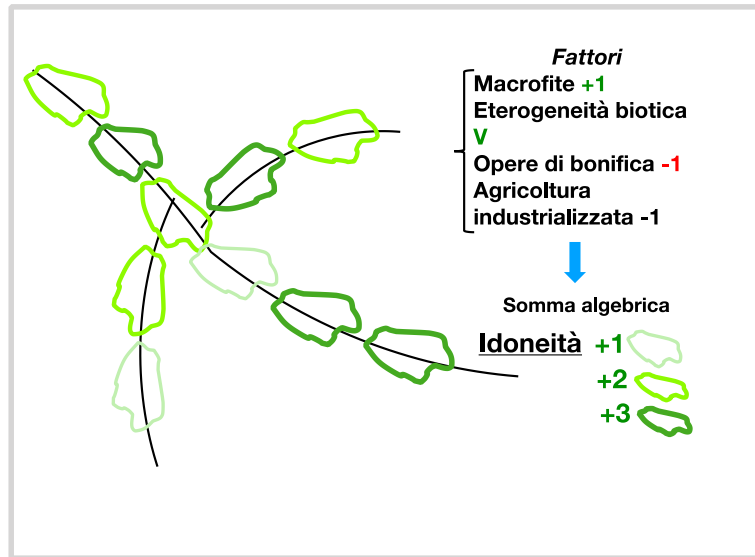 Fattori
Macrofite +1
Eterogeneità biotica
V
Opere di bonifica -1
Agricoltura
industrializzata -1
Somma algebrica
Idoneità +1
+2
+3